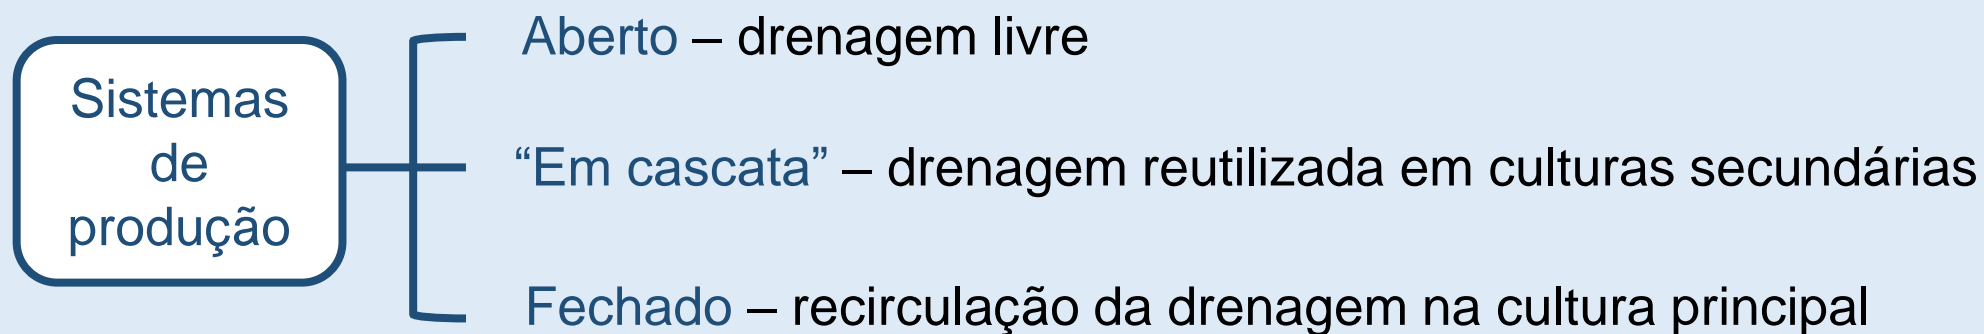 Sistemas
de
produção
Aberto – drenagem livre
“Em cascata” – drenagem reutilizada em culturas secundárias
Fechado – recirculação da drenagem na cultura principal